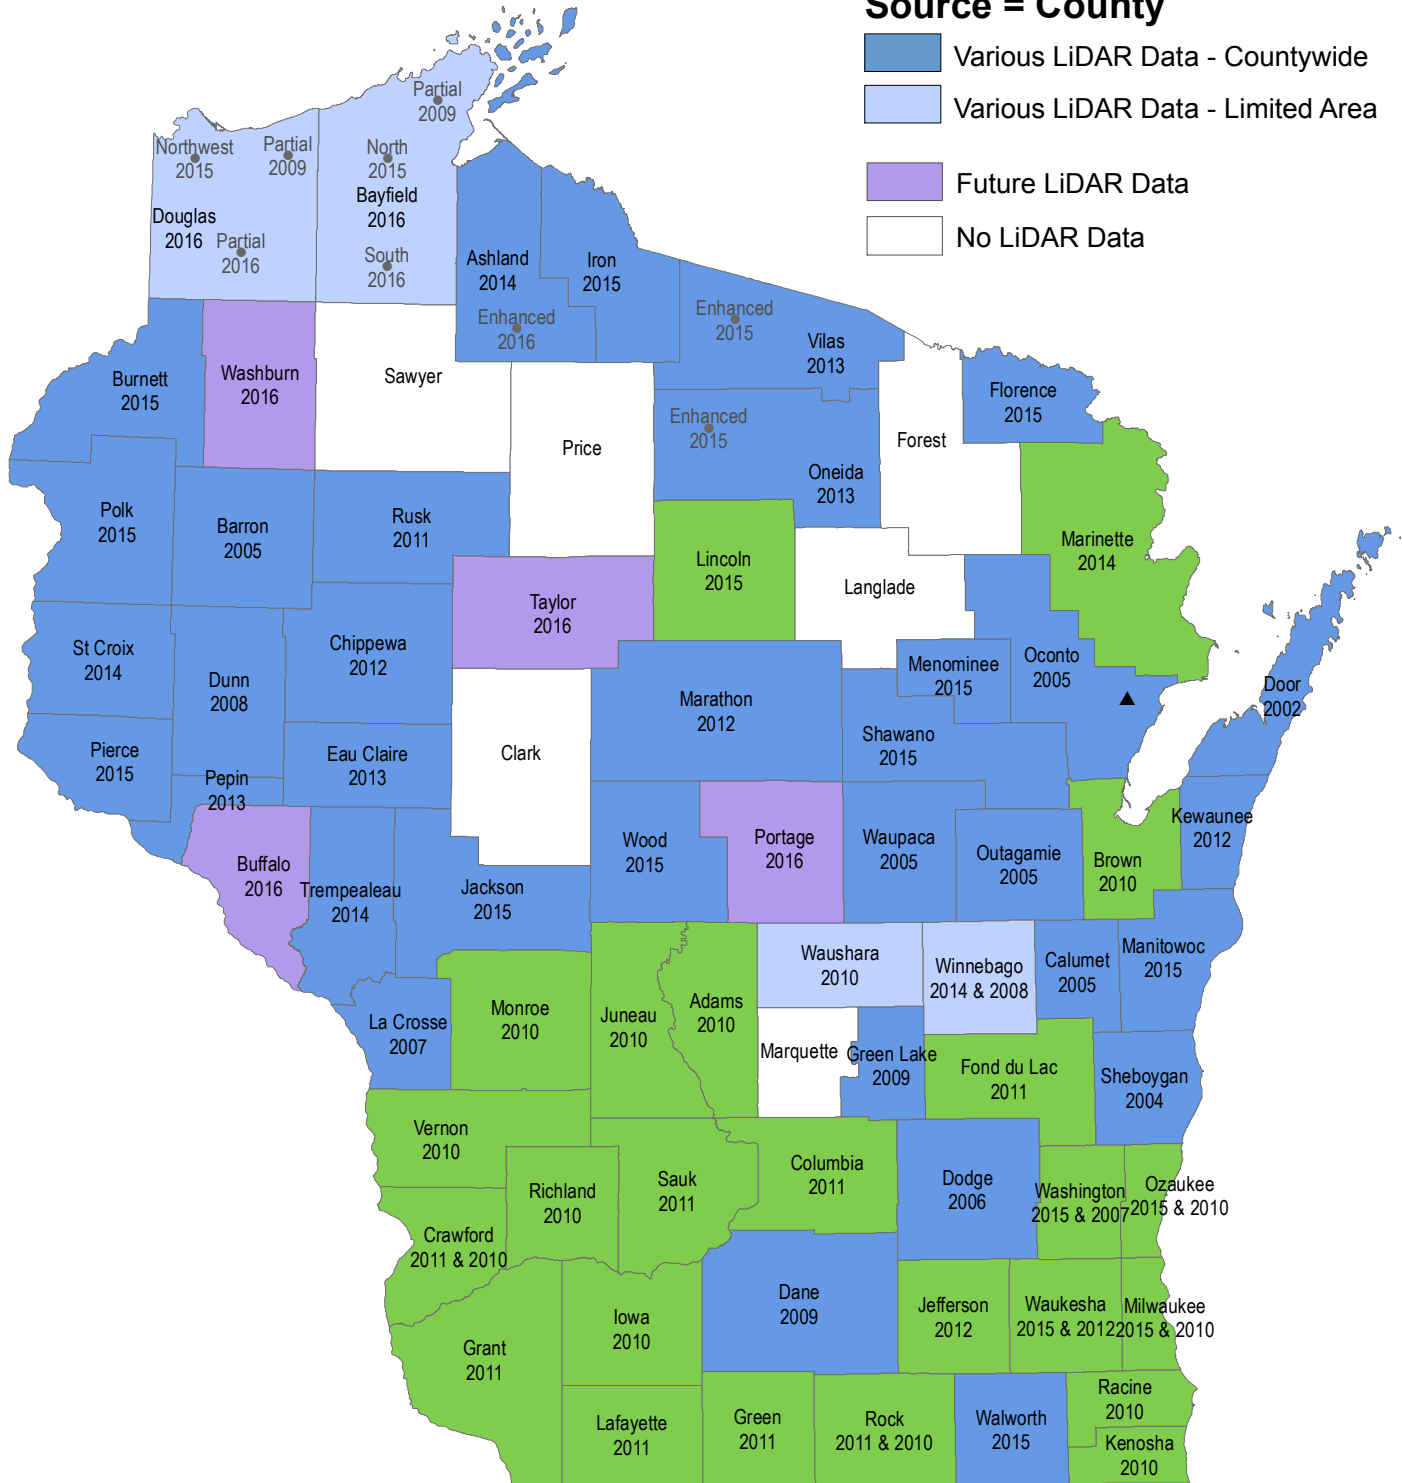 Source = County
Various LiDAR Data - Countywide
Various LiDAR Data - Limited Area
Future LiDAR Data
No LiDAR Data
Partial
2009
Northwest
2015
Partial
2009
North
2015
Bayfield
2016
Douglas
2016
Partial
2016
South
2016
Ashland
2014
Iron
2015
Enhanced
2016
Enhanced
2015
Vilas
2013
Burnett
2015
Washburn
2016
Sawyer
Florence
2015
Price
Enhanced
2015
Forest
Oneida
2013
Polk
2015
Barron
2005
Rusk
2011
Marinette
2014
Lincoln
2015
Langlade
Taylor
2016
St Croix
2014
Dunn
2008
Chippewa
2012
Menominee
2015
Oconto
2005
Door
2002
Marathon
2012
Shawano
2015
Pierce
2015
Pepin
2013
Eau Claire
2013
Clark
Kewaunee
2012
Buffalo
2016
Trempealeau
2014
Jackson
2015
Wood
2015
Portage
2016
Waupaca
2005
Outagamie
2005
Brown
2010
Waushara
2010
Winnebago
2014 & 2008
Calumet
2005
Manitowoc
2015
La Crosse
2007
Monroe
2010
Juneau
2010
Adams
2010
Marquette
Green Lake
2009
Fond du Lac
2011
Sheboygan
2004
Vernon
2010
Richland
2010
Sauk
2011
Columbia
2011
Dodge
2006
Washington
2015 & 2007
Ozaukee
2015 & 2010
Crawford
2011 & 2010
Grant
2011
Iowa
2010
Dane
2009
Jefferson
2012
Waukesha
2015 & 2012
Milwaukee
2015 & 2010
Lafayette
2011
Green
2011
Rock
2011 & 2010
Walworth
2015
Racine
2010
Kenosha
2010